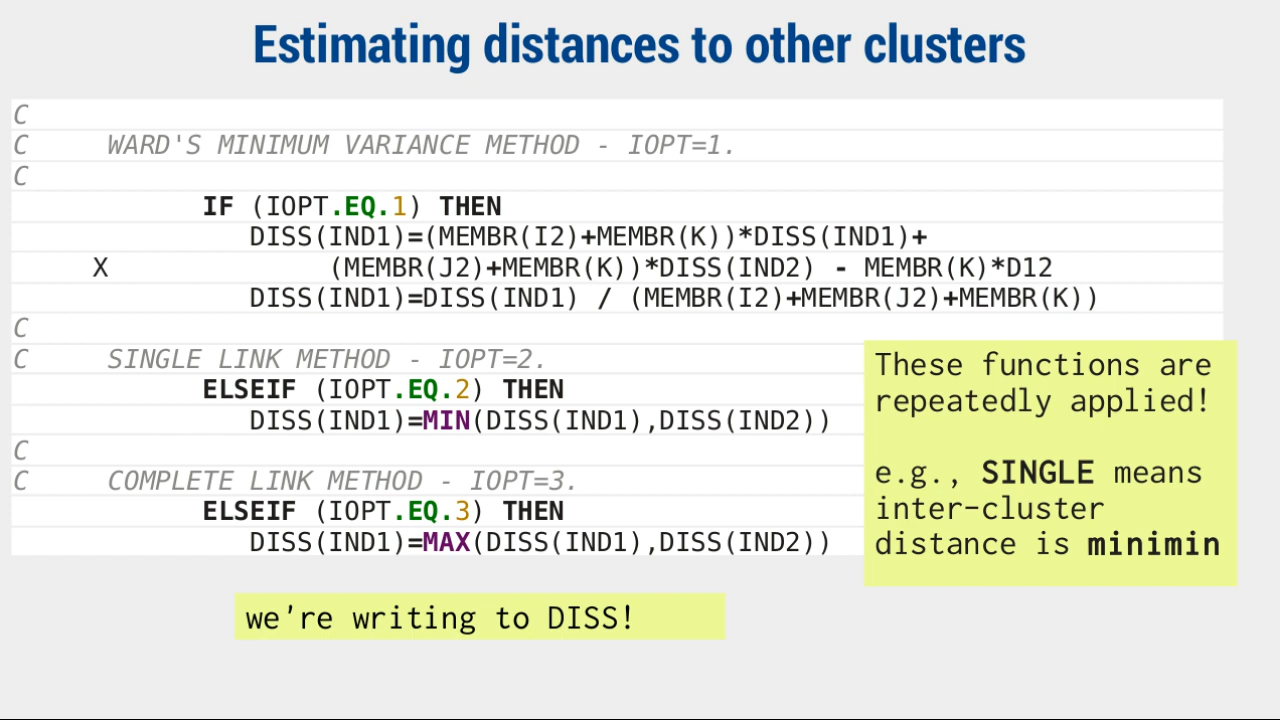 Estimating distances to other clusters
C
C     WARD'S MINIMUM VARIANCE METHOD - IOPT=1.
C
            IF (IOPT.EQ.1) THEN
               DISS(IND1)=(MEMBR(I2)+MEMBR(K))*DISS(IND1)+
     X              (MEMBR(J2)+MEMBR(K))*DISS(IND2) - MEMBR(K)*D12
               DISS(IND1)=DISS(IND1) / (MEMBR(I2)+MEMBR(J2)+MEMBR(K))
C
C     SINGLE LINK METHOD - IOPT=2.
            ELSEIF (IOPT.EQ.2) THEN
               DISS(IND1)=MIN(DISS(IND1),DISS(IND2))
C
C     COMPLETE LINK METHOD - IOPT=3.
            ELSEIF (IOPT.EQ.3) THEN
               DISS(IND1)=MAX(DISS(IND1),DISS(IND2))
These functions are
repeatedly applied!
e.g., SINGLE means
inter-cluster
distance is minimin
we're writing to DISS!